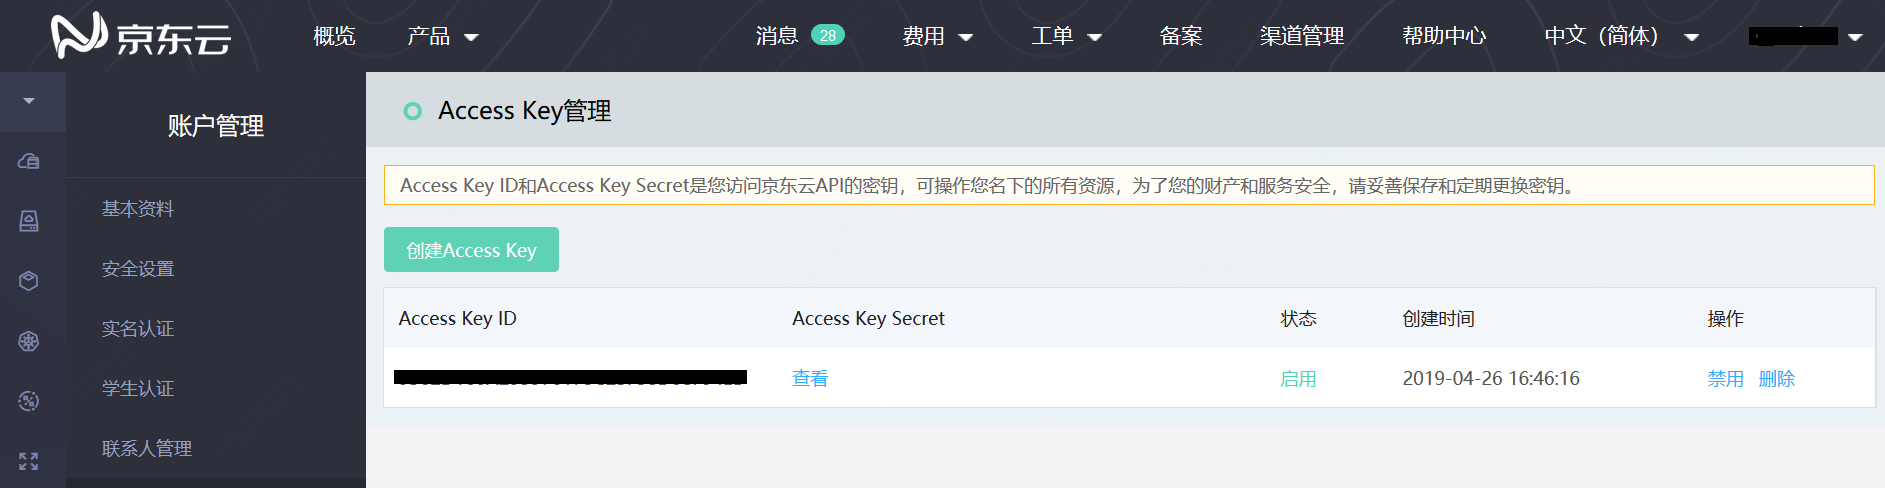 京东云 概览 产品 消息 28 费用 工单 备案 渠道管理 帮助中心 中文（简体）
账户管理
基本资料
安全设置
实名认证
学生认证
联系人管理
Access Key管理
Access Key ID和Access Key Secret是您访问京东云API的密钥，可操作您名下的所有资源，为了您的财产和服务安全，请妥善保存和定期更换密钥。
创建Access Key
Access Key ID Access Key Secret 状态 创建时间 操作
查看 启用 2019-04-26 16:46:16 禁用 删除